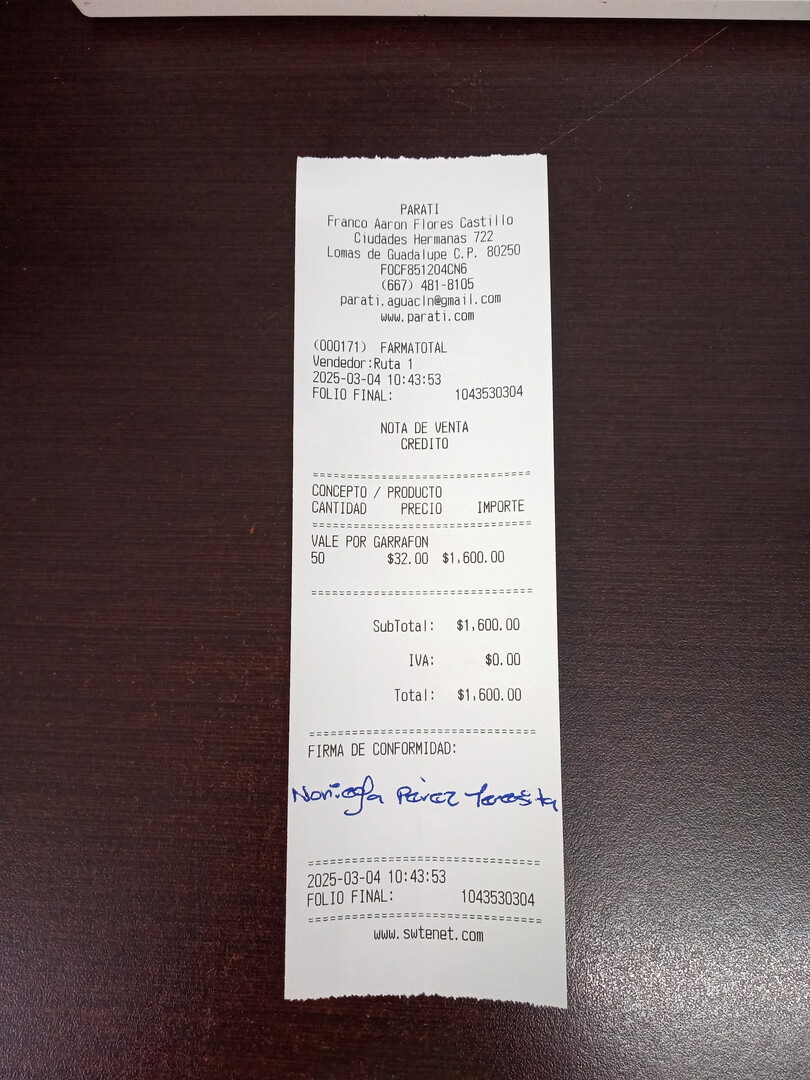 PARATI
Franco Aaron Flores Castillo
Ciudades Hermanas 722
Lomas de Guadalupe C.P. 80250
FOCF851204CN6
(667) 481-8105
parati.aguacln@gmail.com
www.parati.com
(000171) FARMATOTAL
Vendedor:Ruta 1
2025-03-04 10:43:53
FOLIO FINAL: 1043530304
NOTA DE VENTA
CREDITO
===============================
CONCEPTO / PRODUCTO
CANTIDAD PRECIO IMPORTE
===============================
VALE POR GARRAFON
50 $32.00 $1,600.00
===============================
SubTotal: $1,600.00
IVA: $0.00
Total: $1,600.00
===============================
FIRMA DE CONFORMIDAD:
Noriega Pérez Teresita
===============================
2025-03-04 10:43:53
FOLIO FINAL: 1043530304
===============================
www.swtenet.com